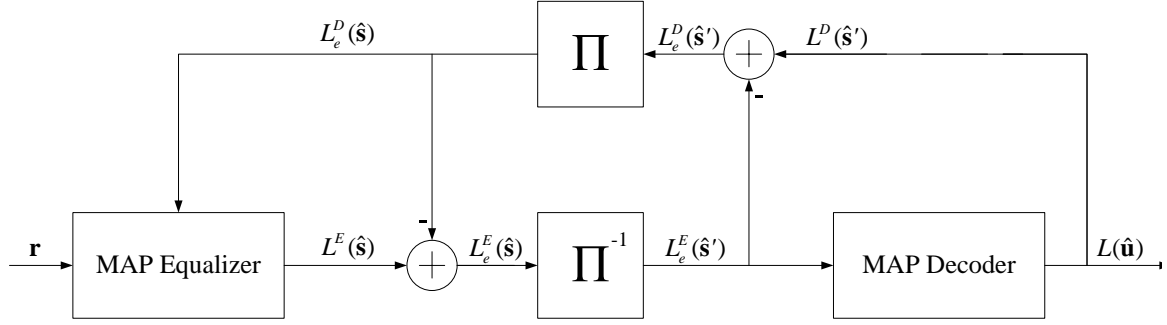 L_e^D(ŝ)
Π
L_e^D(ŝ′)
+
L^D(ŝ′)
-
-
r
MAP Equalizer
L^E(ŝ)
+
L_e^E(ŝ)
Π^-1
L_e^E(ŝ′)
MAP Decoder
L(û)